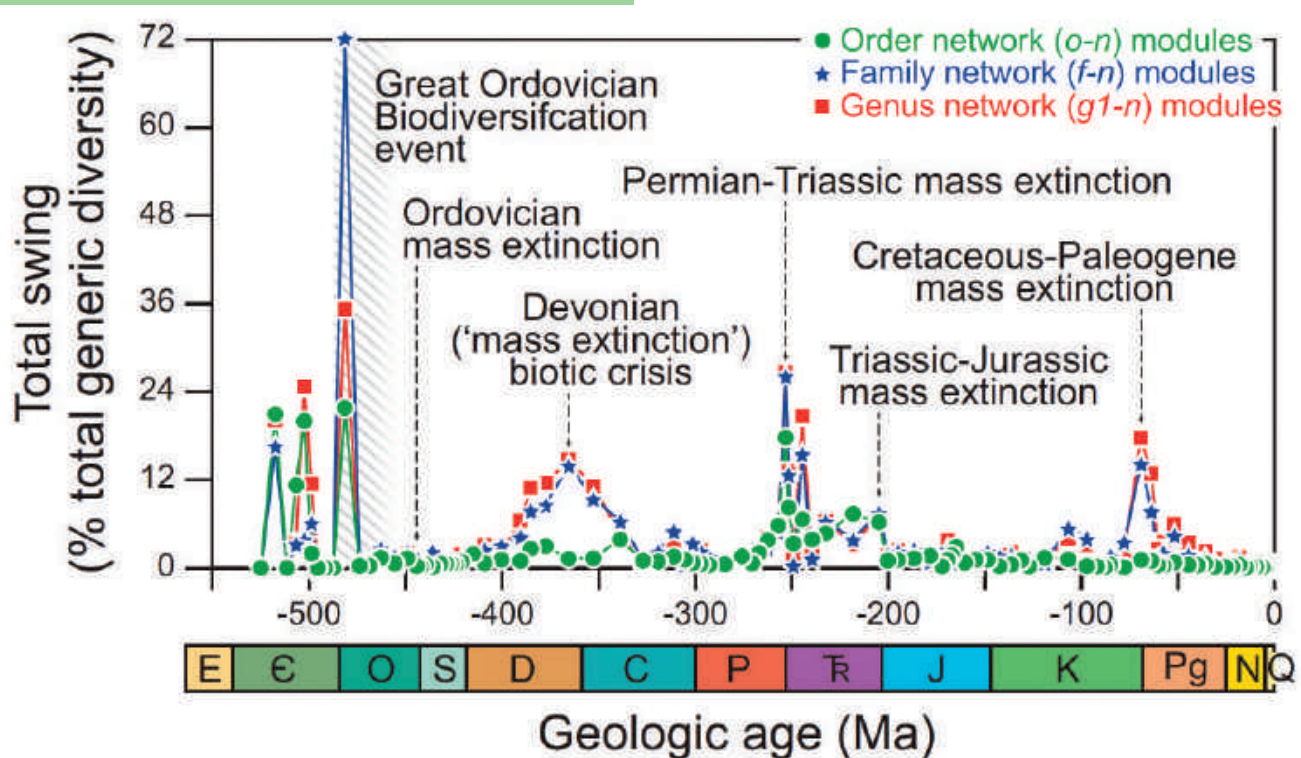 72
60
48
36
24
12
0
Total swing
(% total generic diversity)
Order network (o-n) modules
Family network (f-n) modules
Genus network (g1-n) modules
Great Ordovician
Biodiversifcation
event
Ordovician
mass extinction
Devonian
(‘mass extinction’)
biotic crisis
Permian-Triassic mass extinction
Cretaceous-Paleogene
mass extinction
Triassic-Jurassic
mass extinction
-500 -400 -300 -200 -100 0
E Є O S D C P TR J K Pg N Q
Geologic age (Ma)